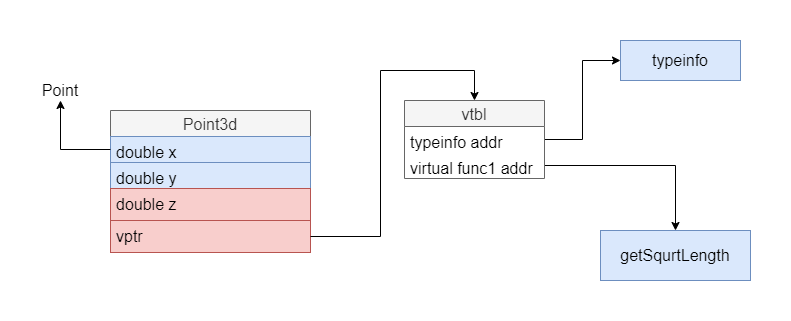 typeinfo
Point
Point3d
double x
double y
double z
vptr
vtbl
typeinfo addr
virtual func1 addr
getSqurtLength